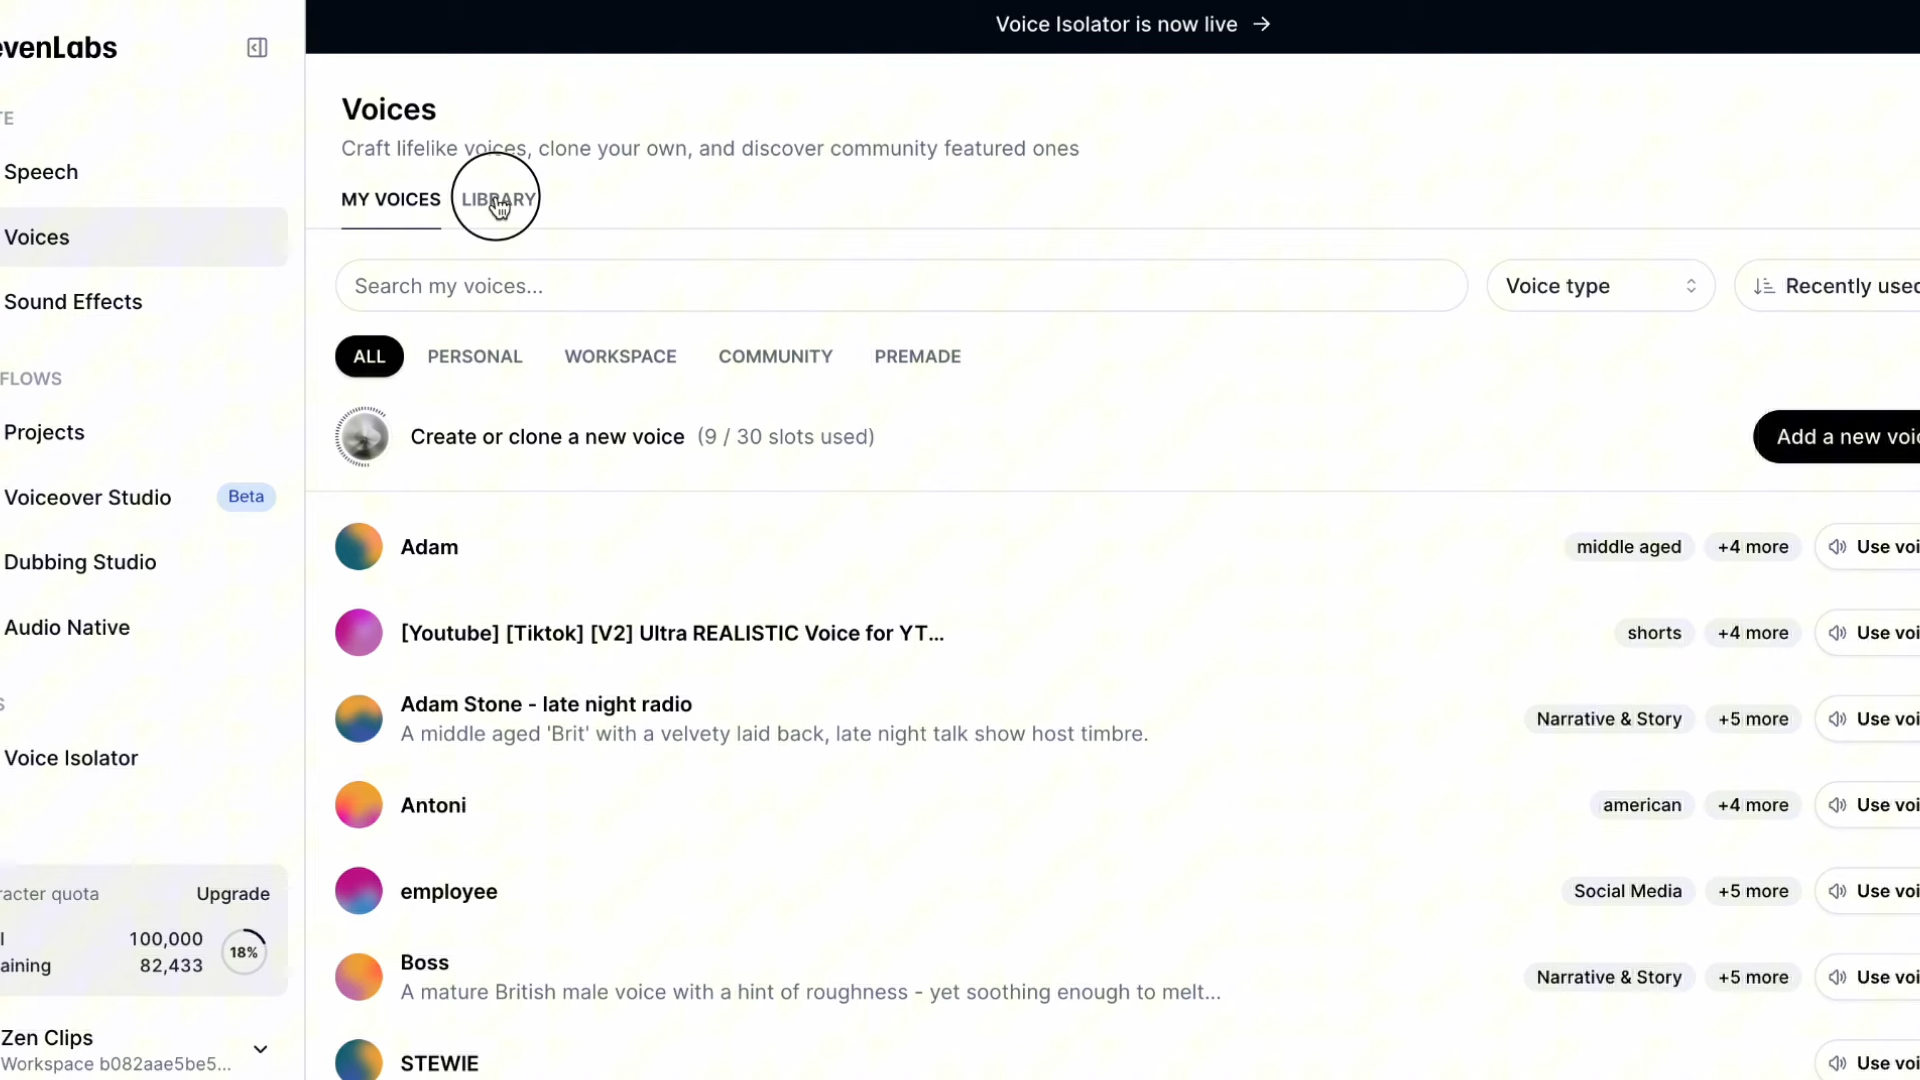 Voice Isolator is now live →
evenLabs
TE
Speech
Voices
Sound Effects
FLOWS
Projects
Voiceover Studio Beta
Dubbing Studio
Audio Native
S
Voice Isolator
racter quota Upgrade
l 100,000
aining 82,433
18%
Zen Clips
Workspace b082aae5be5...
Voices
Craft lifelike voices, clone your own, and discover community featured ones
MY VOICES LIBRARY
Search my voices... Voice type Recently used
ALL PERSONAL WORKSPACE COMMUNITY PREMADE
Create or clone a new voice (9 / 30 slots used) Add a new voic
Adam middle aged +4 more Use voi
[Youtube] [Tiktok] [V2] Ultra REALISTIC Voice for YT... shorts +4 more Use voi
Adam Stone - late night radio
A middle aged 'Brit' with a velvety laid back, late night talk show host timbre. Narrative & Story +5 more Use voi
Antoni american +4 more Use voi
employee Social Media +5 more Use voi
Boss
A mature British male voice with a hint of roughness - yet soothing enough to melt... Narrative & Story +5 more Use voi
STEWIE Use voi